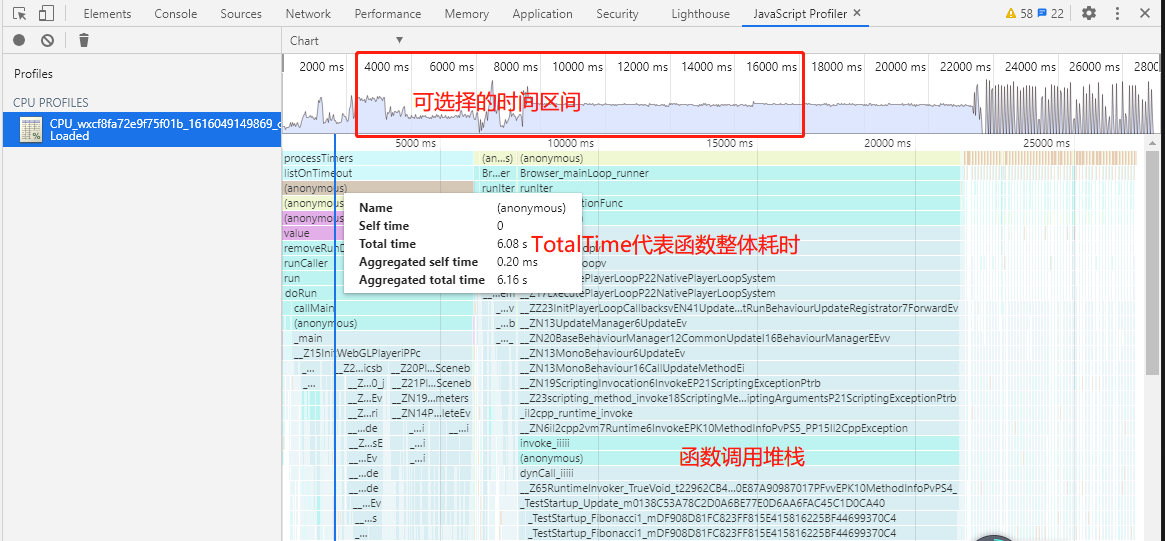 Elements Console Sources Network Performance Memory Application Security Lighthouse JavaScript Profiler × 58 22
Chart ▼
Profiles
CPU PROFILES
CPU_wxcf8fa72e9f75f01b_1616049149869_c
Loaded
2000 ms 4000 ms 6000 ms 8000 ms 10000 ms 12000 ms 14000 ms 16000 ms 18000 ms 20000 ms 22000 ms 24000 ms 26000 ms 2800
可选择的时间区间
5000 ms 10000 ms 15000 ms 20000 ms 25000 ms
processTimers (an...s) (anonymous)
listOnTimeout Br...er Browser_mainLoop_runner
(anonymous) runIter runIter
(anonymous) tionFunc
(anonymous)
value
removeRunD
runCaller
run
doRun
Name (anonymous)
Self time 0
Total time 6.08 s
Aggregated self time 0.20 ms
Aggregated total time 6.16 s
TotalTime代表函数整体耗时
ePlayerLoopP22NativePlayerLoopSystem
__Z17ExecutePlayerLoopP22NativePlayerLoopSystem
callMain _...v __ZZ23InitPlayerLoopCallbacksvEN41Update...tRunBehaviourUpdateRegistrator7ForwardEv
(anonymous) _...b __ZN13UpdateManager6UpdateEv
_main __ZN20BaseBehaviourManager12CommonUpdateI16BehaviourManagerEEvv
__Z15InitWebGLPlayeriPPc __ZN13MonoBehaviour6UpdateEv
_... __Z2...icsb __Z20Pl...Sceneb __ZN13MonoBehaviour16CallUpdateMethodEi
_... __Z...0_j __Z21Pl...Sceneb __ZN19ScriptingInvocation6InvokeEP21ScriptingExceptionPtrb
__Z...Ev __ZN19...meters __Z23scripting_method_invoke18ScriptingMe...iptingArgumentsP21ScriptingExceptionPtrb
__Z...ri __ZN14P...leteEv _il2cpp_runtime_invoke
__...de _...i __...i __ZN6il2cpp2vm7Runtime6InvokeEPK10MethodInfoPvPS5_PP15Il2CppException
__Z...sE _...i invoke_iiiii
__...Ev _...i (anonymous)
函数调用堆栈
__...de dynCall_iiiii
__...de __Z65RuntimeInvoker_TrueVoid_t22962CB4...0E87A90987017PFvvEPK10MethodInfoPvPS4_
__...Ev _TestStartup_Update_m0138C53A78C2D0A6BE77E0D6AA6FAC45C1D0CA40
__...s _TestStartup_Fibonacci1_mDF908D81FC823FF815E415816225BF44699370C4
_... _TestStartup_Fibonacci1_mDF908D81FC823FF815E415816225BF44699370C4